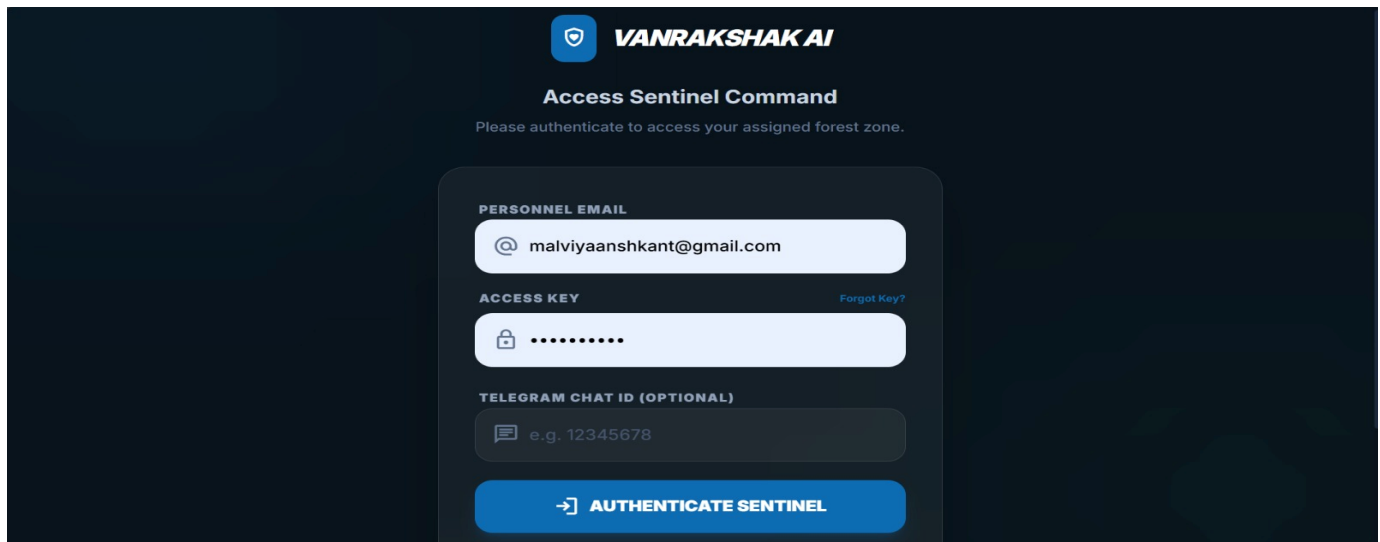 VANRAKSHAK AI
Access Sentinel Command
Please authenticate to access your assigned forest zone.
PERSONNEL EMAIL
malviyaanshkant@gmail.com
ACCESS KEY Forgot Key?
••••••••••
TELEGRAM CHAT ID (OPTIONAL)
e.g. 12345678
AUTHENTICATE SENTINEL